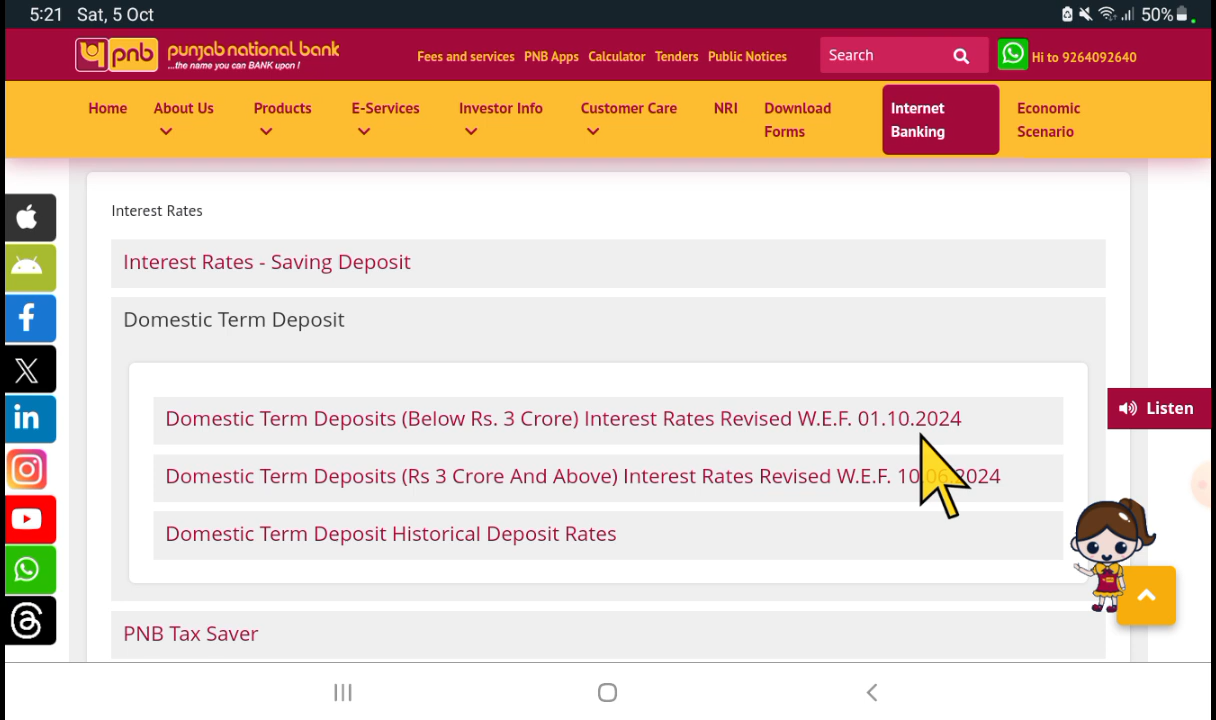 5:21 Sat, 5 Oct 50%
pnb punjab national bank
...the name you can BANK upon !
Fees and services PNB Apps Calculator Tenders Public Notices
Search
Hi to 9264092640
Home About Us Products E-Services Investor Info Customer Care NRI Download Forms Internet Banking Economic Scenario
Interest Rates
Interest Rates - Saving Deposit
Domestic Term Deposit
Domestic Term Deposits (Below Rs. 3 Crore) Interest Rates Revised W.E.F. 01.10.2024
Listen
Domestic Term Deposits (Rs 3 Crore And Above) Interest Rates Revised W.E.F. 10.06.2024
Domestic Term Deposit Historical Deposit Rates
PNB Tax Saver